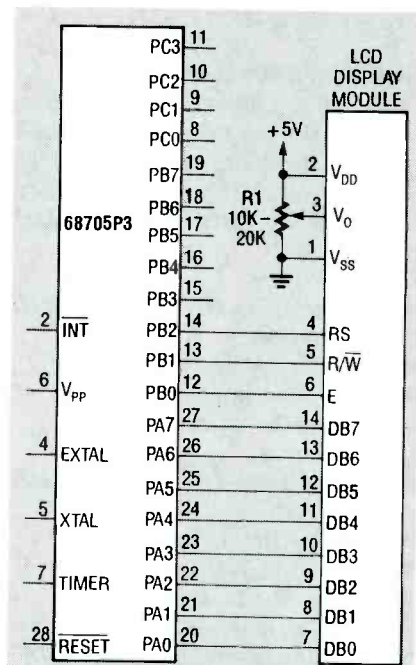 LCD
DISPLAY
MODULE
68705P3
PC3 11
PC2 10
PC1 9
PC0 8
PB7 19
PB6 18
PB5 17
PB4 16
PB3 15
PB2 14
PB1 13
PB0 12
PA7 27
PA6 26
PA5 25
PA4 24
PA3 23
PA2 22
PA1 21
PA0 20
2 INT
6 VPP
4 EXTAL
5 XTAL
7 TIMER
28 RESET
+5V
R1
10K–
20K
2 VDD
3 VO
1 VSS
4 RS
5 R/W
6 E
14 DB7
13 DB6
12 DB5
11 DB4
10 DB3
9 DB2
8 DB1
7 DB0